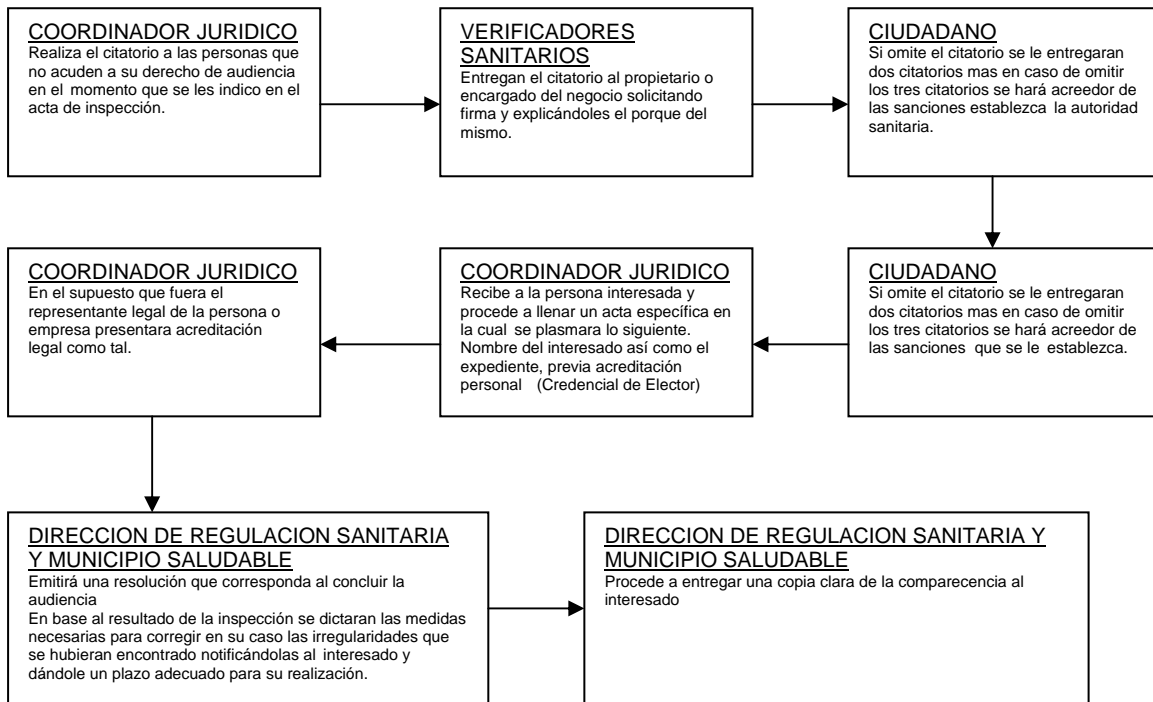 COORDINADOR JURIDICO
Realiza el citatorio a las personas que
no acuden a su derecho de audiencia
en el momento que se les indico en el
acta de inspección.
VERIFICADORES
SANITARIOS
Entregan el citatorio al propietario o
encargado del negocio solicitando
firma y explicándoles el porque del
mismo.
CIUDADANO
Si omite el citatorio se le entregaran
dos citatorios mas en caso de omitir
los tres citatorios se hará acreedor de
las sanciones establezca la autoridad
sanitaria.
CIUDADANO
Si omite el citatorio se le entregaran
dos citatorios mas en caso de omitir
los tres citatorios se hará acreedor de
las sanciones que se le establezca.
COORDINADOR JURIDICO
Recibe a la persona interesada y
procede a llenar un acta específica en
la cual se plasmara lo siguiente.
Nombre del interesado así como el
expediente, previa acreditación
personal (Credencial de Elector)
COORDINADOR JURIDICO
En el supuesto que fuera el
representante legal de la persona o
empresa presentara acreditación
legal como tal.
DIRECCION DE REGULACION SANITARIA
Y MUNICIPIO SALUDABLE
Emitirá una resolución que corresponda al concluir la
audiencia
En base al resultado de la inspección se dictaran las medidas
necesarias para corregir en su caso las irregularidades que
se hubieran encontrado notificándolas al interesado y
dándole un plazo adecuado para su realización.
DIRECCION DE REGULACION SANITARIA Y
MUNICIPIO SALUDABLE
Procede a entregar una copia clara de la comparecencia al
interesado